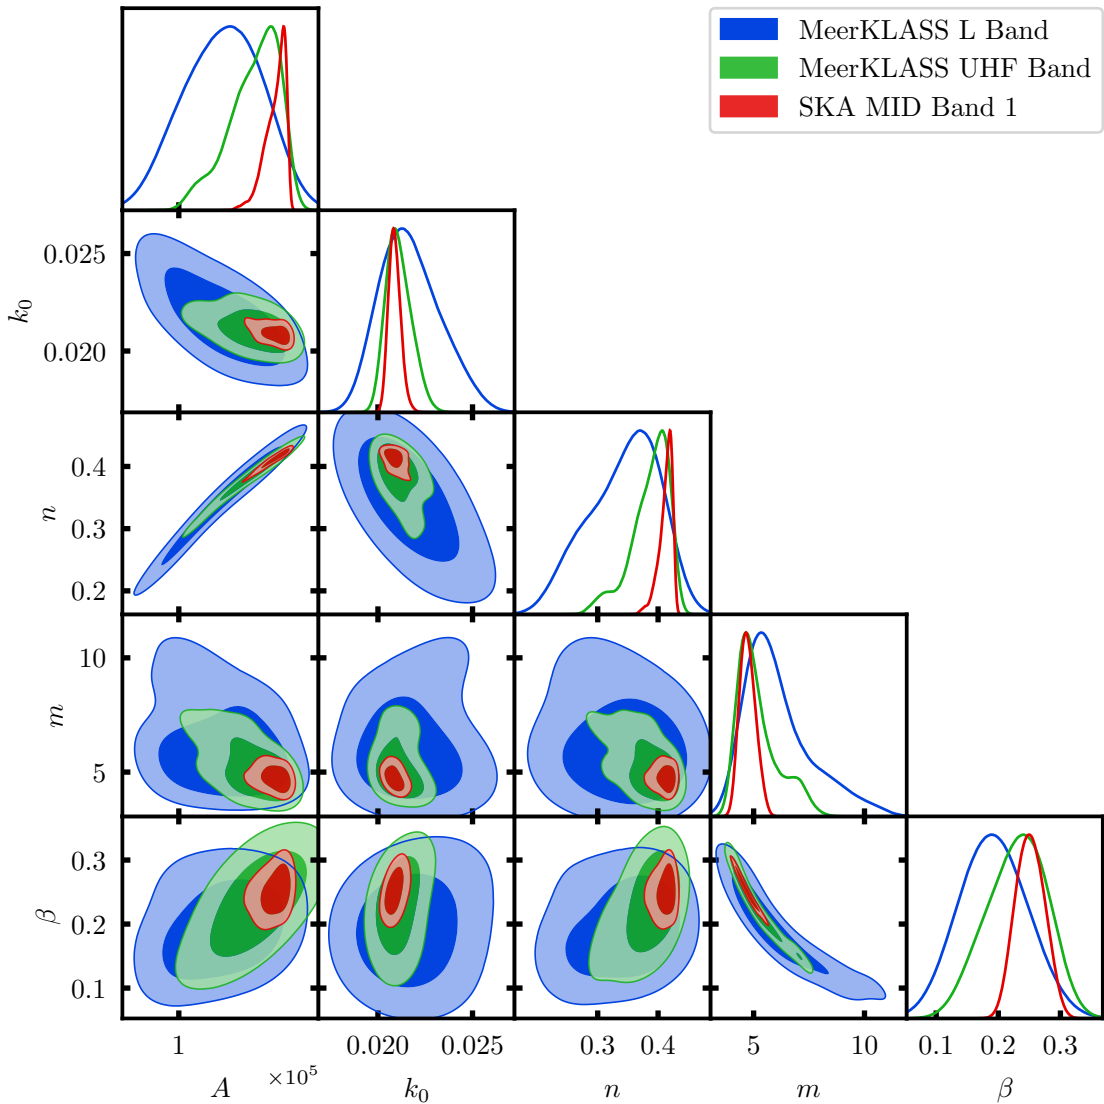 MeerKLASS L Band
MeerKLASS UHF Band
SKA MID Band 1
0.025
0.020
k₀
0.4
0.3
0.2
n
10
5
m
0.3
0.2
0.1
β
1
×10⁵
A
0.020 0.025
k₀
0.3 0.4
n
5 10
m
0.1 0.2 0.3
β